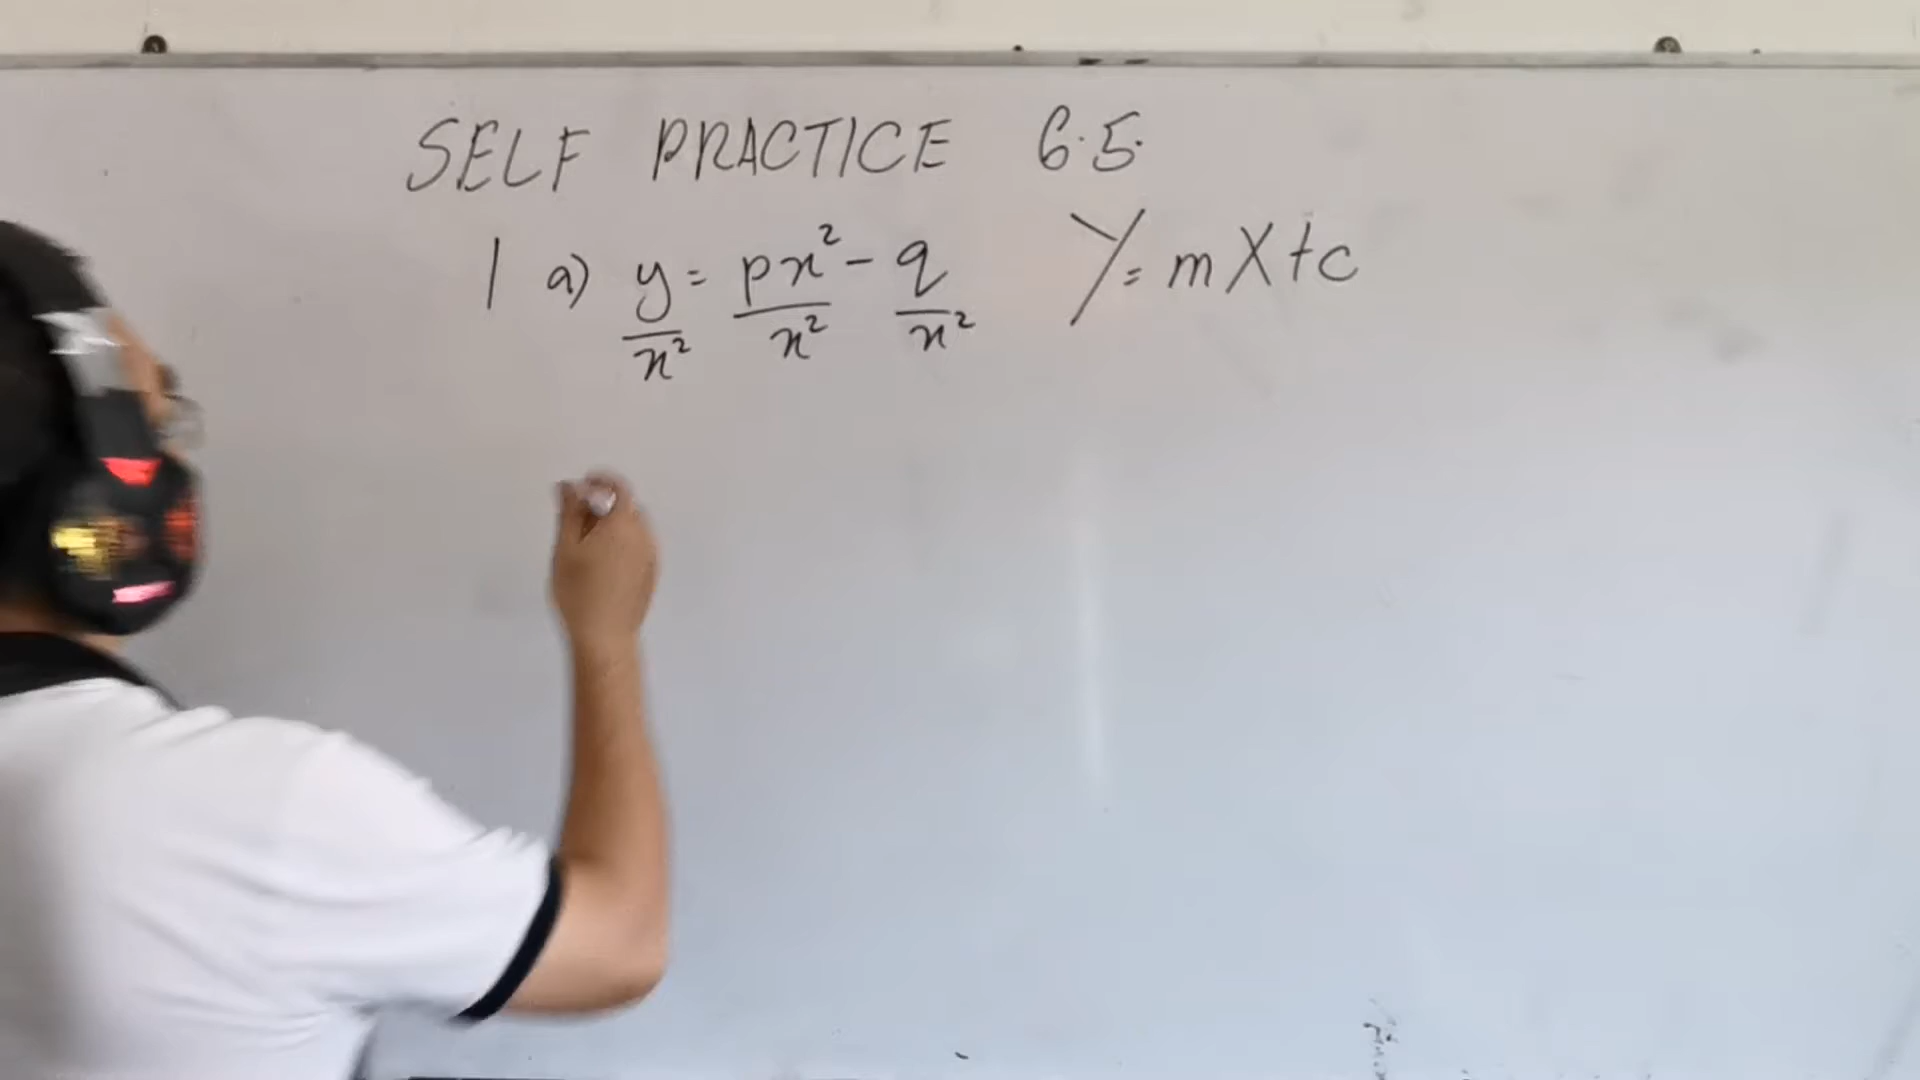 SELF PRACTICE 6.5.
1 a) y = px² - q Y = mX + c
x² x² x²